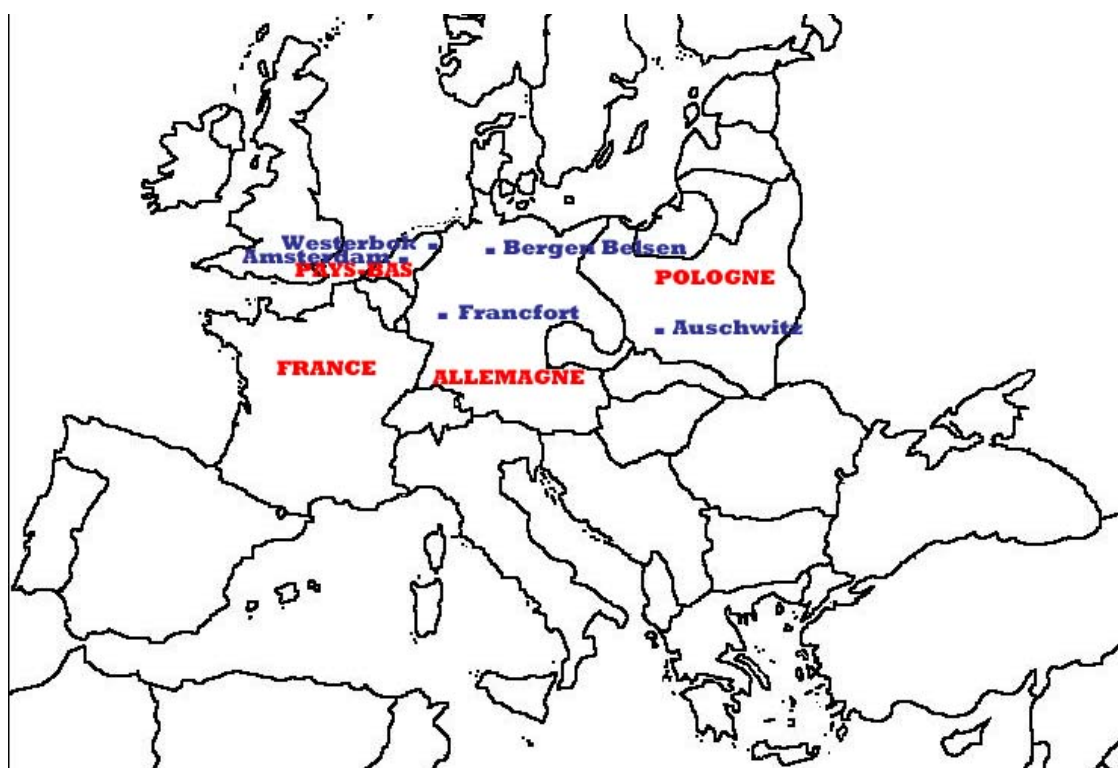 Westerbok
Bergen Belsen
Amsterdam
PAYS-BAS
POLOGNE
Francfort
Auschwitz
FRANCE
ALLEMAGNE